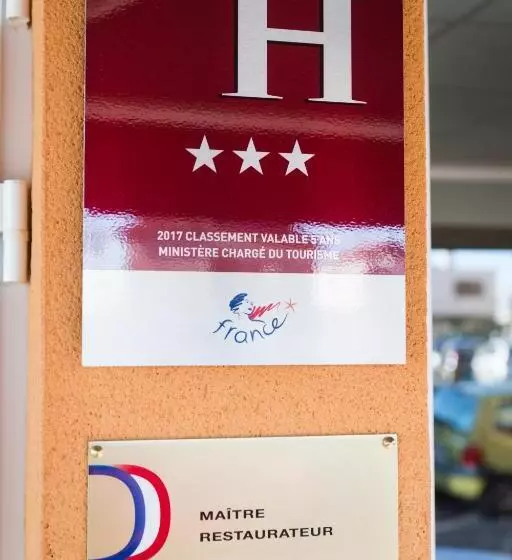 H
2017 CLASSEMENT VALABLE 5 ANS
MINISTÈRE CHARGÉ DU TOURISME
france
MAÎTRE
RESTAURATEUR